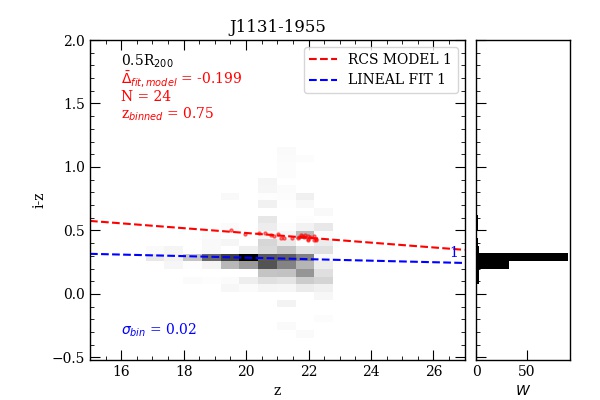 J1131-1955
2.0
0.5R200
Δ̄fit,model = -0.199
N = 24
zbinned = 0.75
RCS MODEL 1
LINEAL FIT 1
1.5
1.0
0.5
0.0
−0.5
i-z
1
σbin = 0.02
16
18
20
22
24
26
z
0
50
W